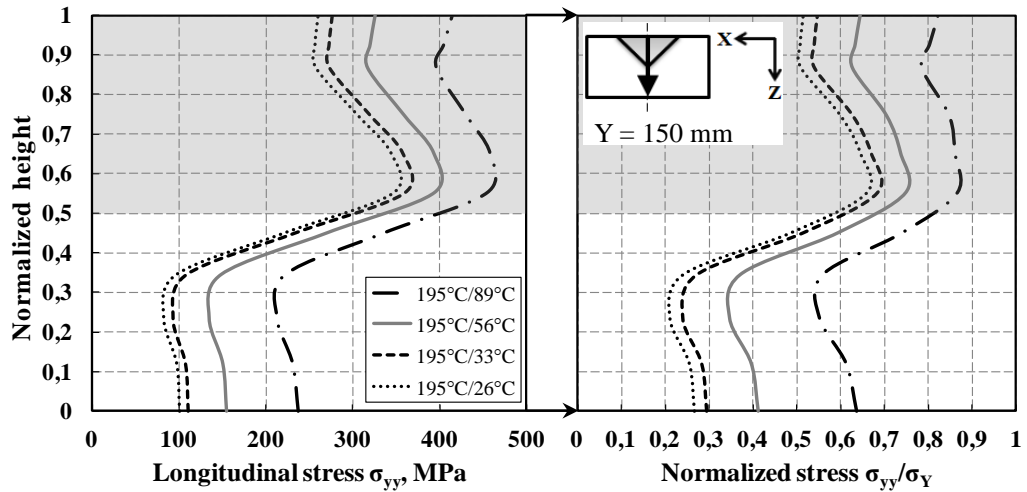 1
0,9
0,8
0,7
0,6
0,5
0,4
0,3
0,2
0,1
0
Normalized height
195°C/89°C
195°C/56°C
195°C/33°C
195°C/26°C
0 100 200 300 400 500
Longitudinal stress σyy, MPa
X
Z
Y = 150 mm
0 0,1 0,2 0,3 0,4 0,5 0,6 0,7 0,8 0,9 1
Normalized stress σyy/σY